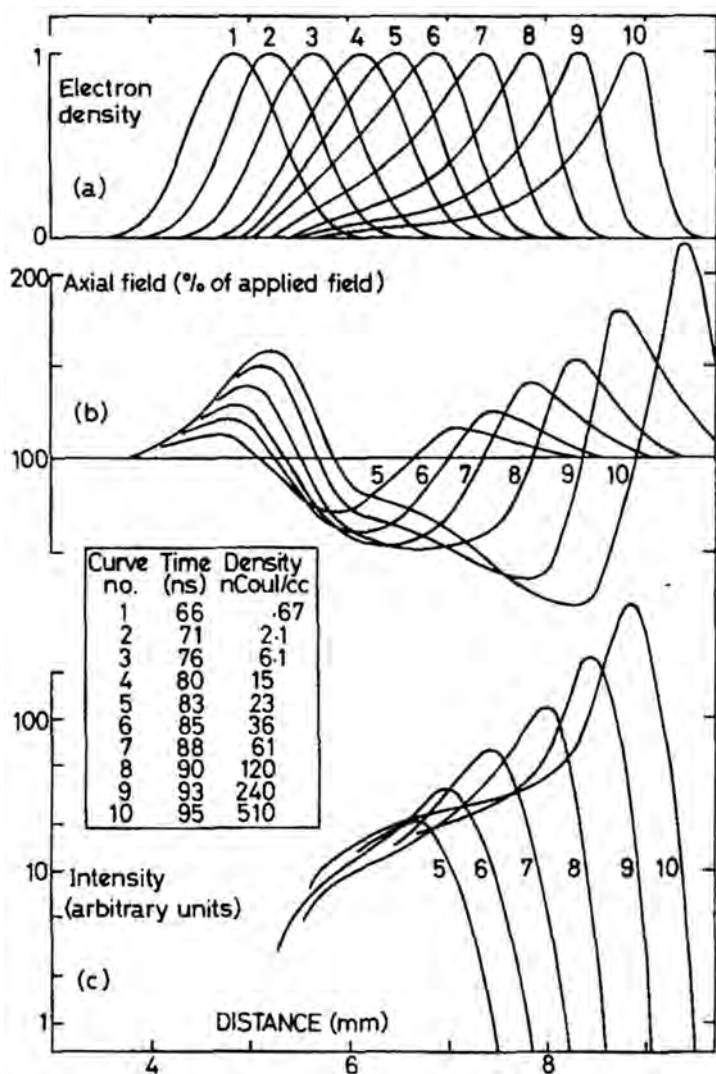 1 2 3 4 5 6 7 8 9 10
1
Electron
density
(a)
0
200
Axial field (% of applied field)
(b)
100
5 6 7 8 9 10
Curve Time Density
no. (ns) nCoul/cc
1 66 .67
2 71 2·1
3 76 6·1
4 80 15
5 83 23
6 85 36
7 88 61
8 90 120
9 93 240
10 95 510
100
10
5 6 7 8 9 10
Intensity
(arbitrary units)
(c)
1
DISTANCE (mm)
4 6 8